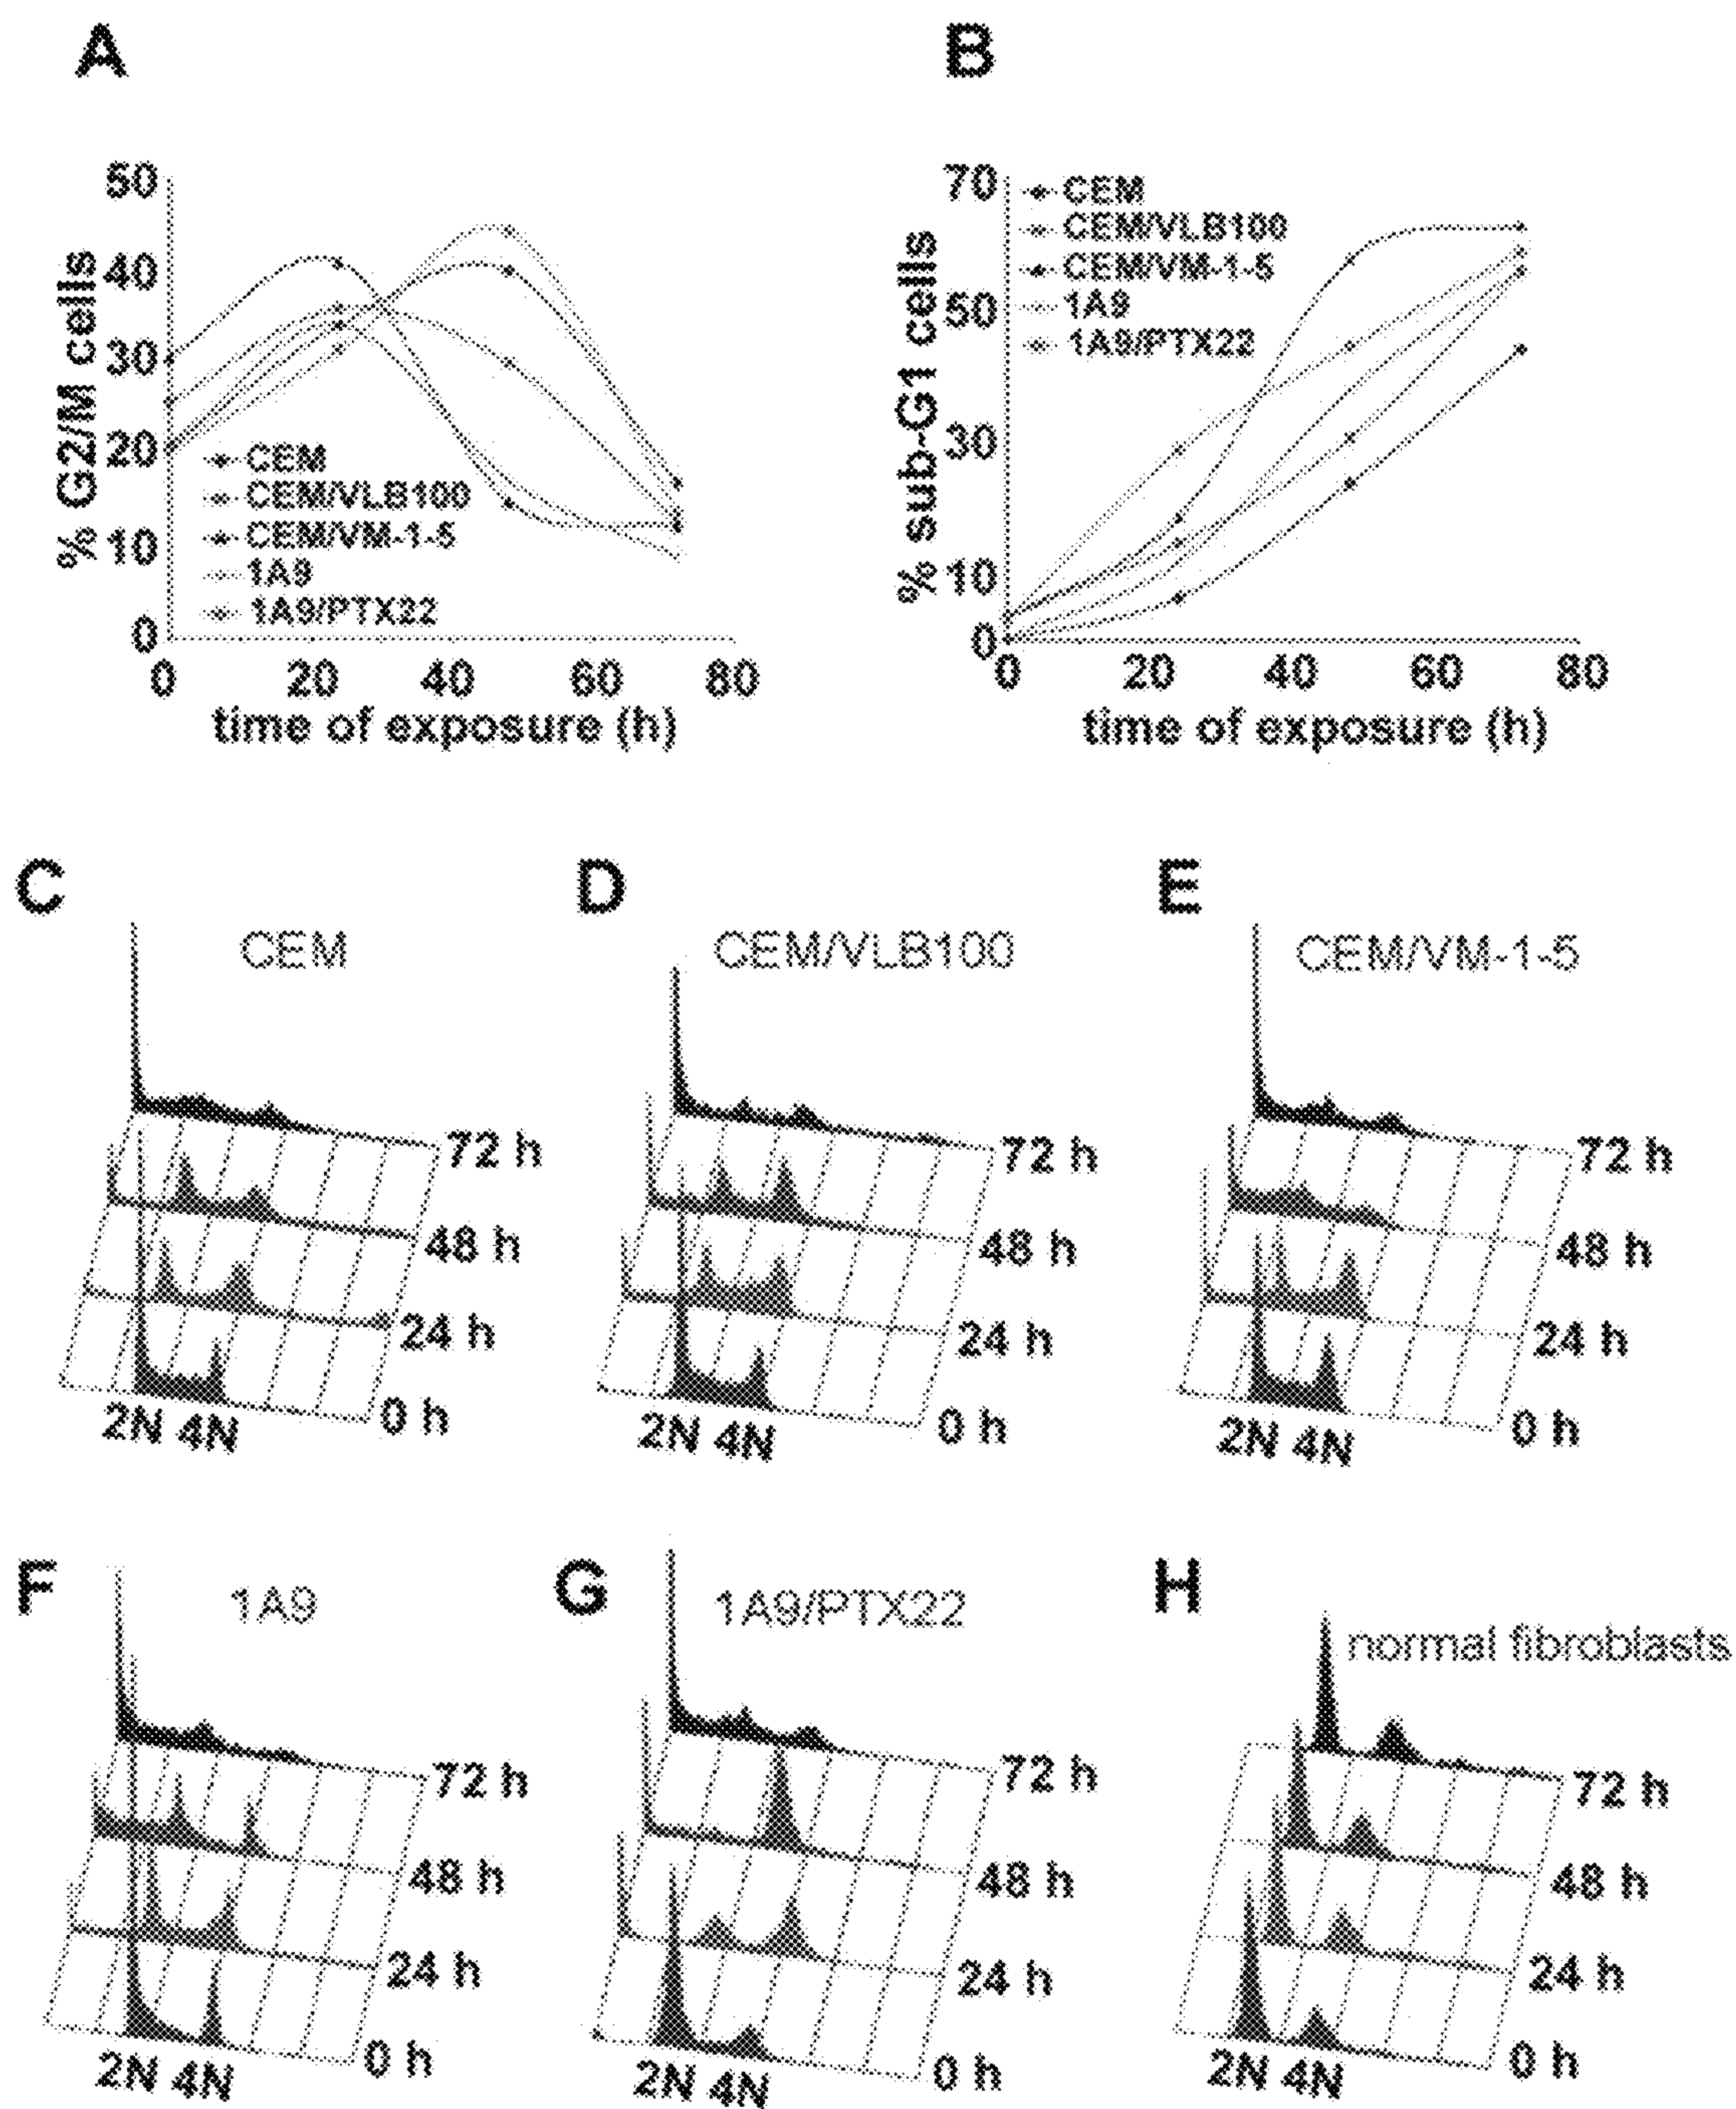 A
B
50
40
30
20
10
0
% G2/M cells
CEM
CEM/VLB100
CEM/VM-1-5
1A9
1A9/PTX22
0 20 40 60 80
time of exposure (h)
70
50
30
10
0
% sub-G1 cells
CEM
CEM/VLB100
CEM/VM-1-5
1A9
1A9/PTX22
0 20 40 60 80
time of exposure (h)
C
CEM
72 h
48 h
24 h
0 h
2N 4N
D
CEM/VLB100
72 h
48 h
24 h
0 h
2N 4N
E
CEM/VM-1-5
72 h
48 h
24 h
0 h
2N 4N
F
1A9
72 h
48 h
24 h
0 h
2N 4N
G
1A9/PTX22
72 h
48 h
24 h
0 h
2N 4N
H
normal fibroblasts
72 h
48 h
24 h
0 h
2N 4N